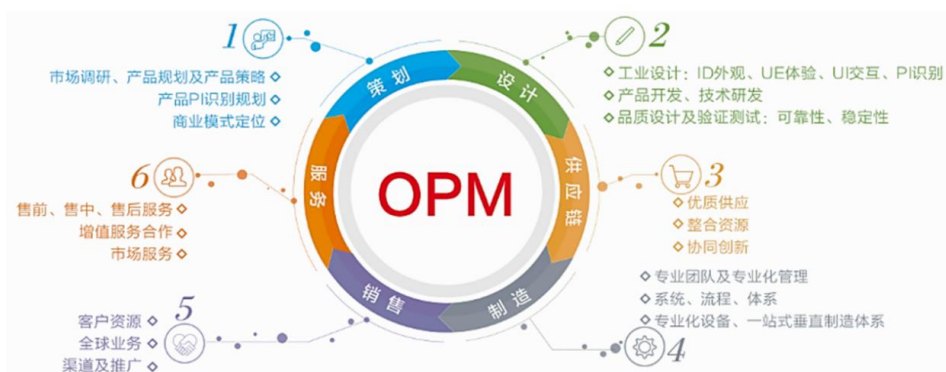 OPM
策划
设计
供应链
制造
销售
服务
1
市场调研、产品规划及产品策略
产品PI识别规划
商业模式定位
2
工业设计：ID外观、UE体验、UI交互、PI识别
产品开发、技术研发
品质设计及验证测试：可靠性、稳定性
3
优质供应
整合资源
协同创新
4
专业团队及专业化管理
系统、流程、体系
专业化设备、一站式垂直制造体系
5
客户资源
全球业务
渠道及推广
6
售前、售中、售后服务
增值服务合作
市场服务